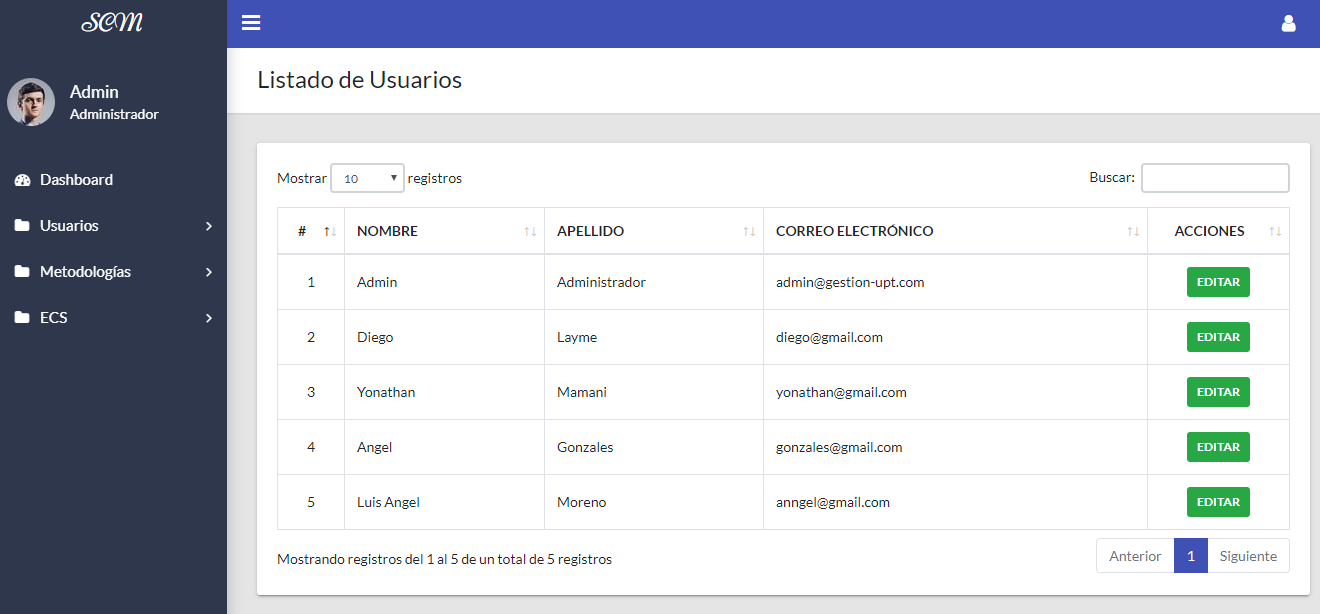 SCM
Admin
Administrador
Dashboard
Usuarios
Metodologías
ECS
Listado de Usuarios
Mostrar 10 registros
Buscar:
# NOMBRE APELLIDO CORREO ELECTRÓNICO ACCIONES
1 Admin Administrador admin@gestion-upt.com EDITAR
2 Diego Layme diego@gmail.com EDITAR
3 Yonathan Mamani yonathan@gmail.com EDITAR
4 Angel Gonzales gonzales@gmail.com EDITAR
5 Luis Angel Moreno anngel@gmail.com EDITAR
Mostrando registros del 1 al 5 de un total de 5 registros
Anterior 1 Siguiente